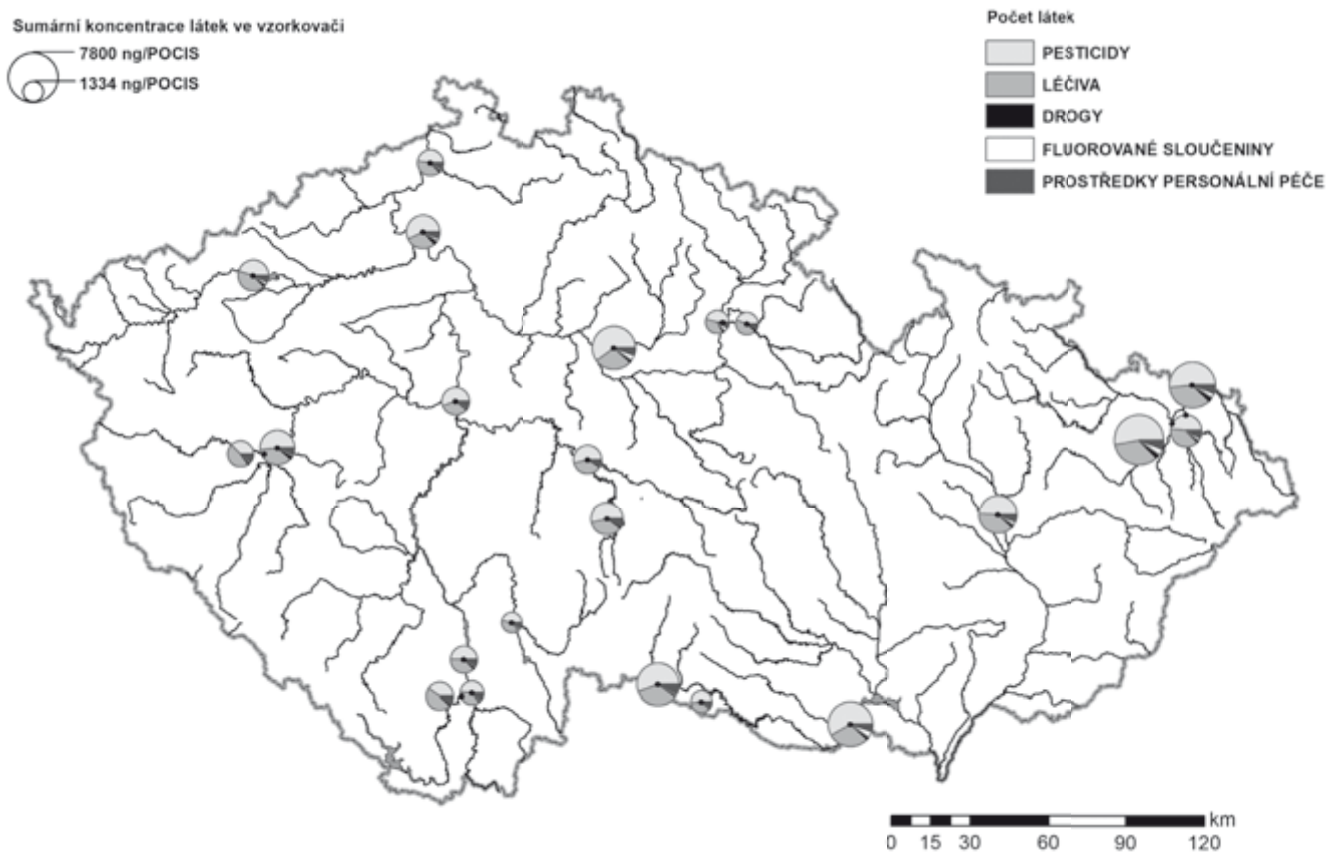 Sumární koncentrace látek ve vzorkovači
7800 ng/POCIS
1334 ng/POCIS
Počet látek
PESTICIDY
LÉČIVA
DROGY
FLUOROVANÉ SLOUČENINY
PROSTŘEDKY PERSONÁLNÍ PÉČE
km
0 15 30 60 90 120